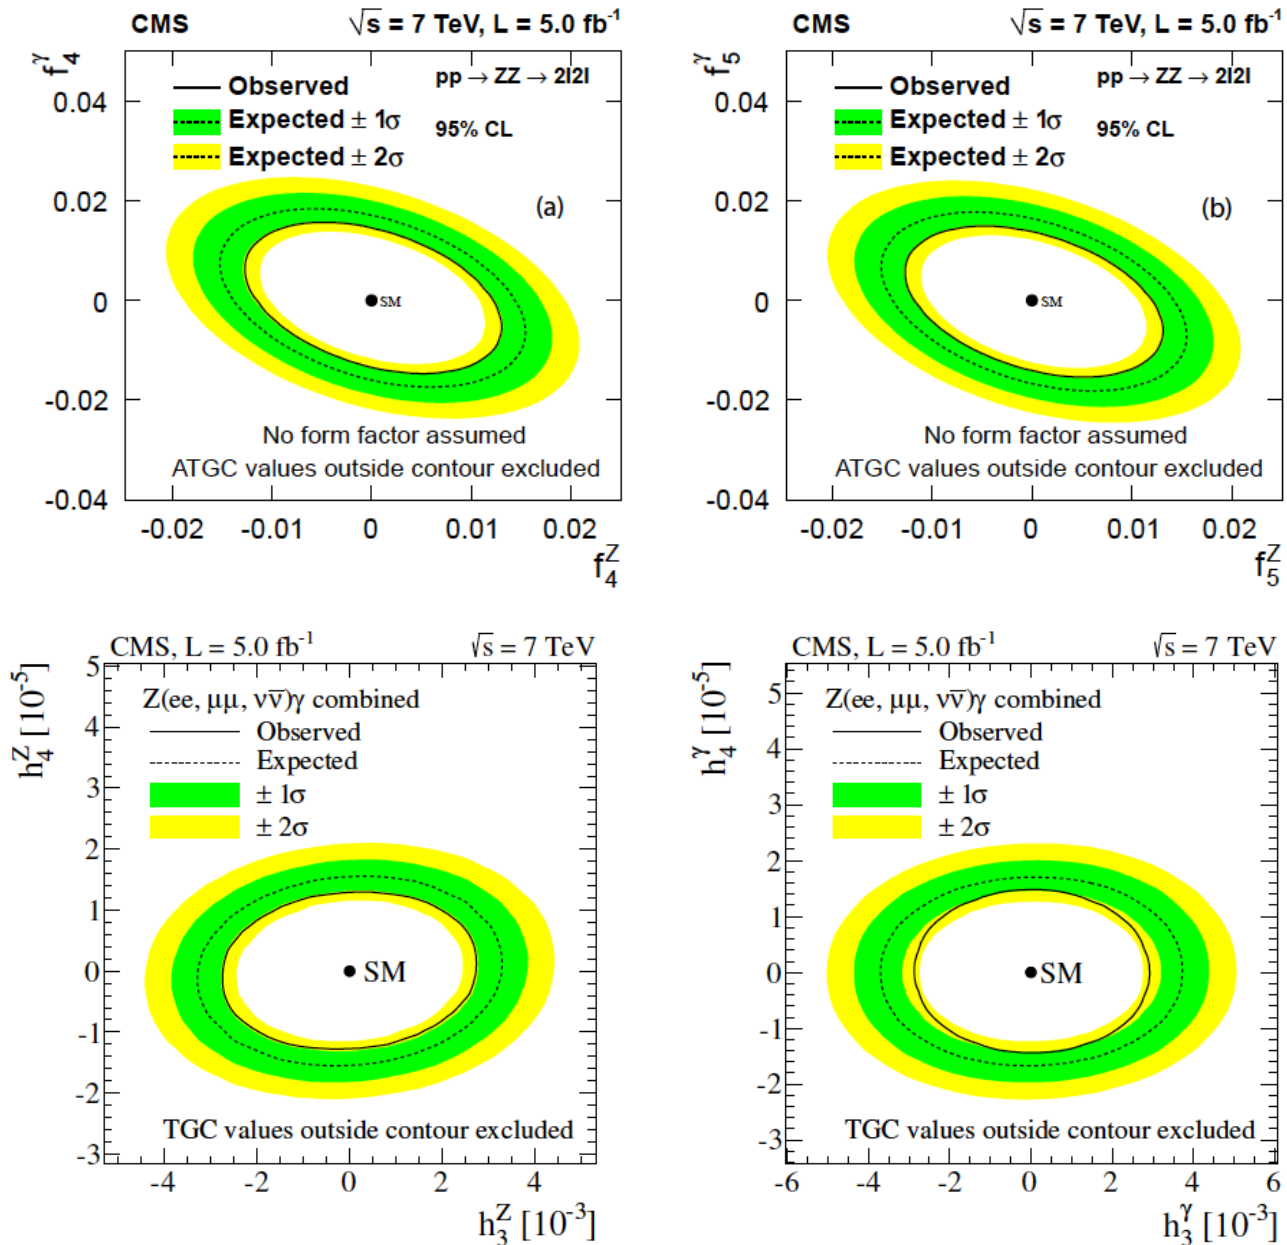 CMS √s = 7 TeV, L = 5.0 fb⁻¹
f₄^γ
Observed
Expected ± 1σ
Expected ± 2σ
pp → ZZ → 2l2l
95% CL
(a)
0.04
0.02
0
-0.02
-0.04
SM
No form factor assumed
ATGC values outside contour excluded
-0.02 -0.01 0 0.01 0.02
f₄^Z
CMS √s = 7 TeV, L = 5.0 fb⁻¹
f₅^γ
Observed
Expected ± 1σ
Expected ± 2σ
pp → ZZ → 2l2l
95% CL
(b)
0.04
0.02
0
-0.02
-0.04
SM
No form factor assumed
ATGC values outside contour excluded
-0.02 -0.01 0 0.01 0.02
f₅^Z
CMS, L = 5.0 fb⁻¹ √s = 7 TeV
h₄^Z [10⁻⁵]
Z(ee, μμ, νν̅)γ combined
Observed
Expected
± 1σ
± 2σ
5
4
3
2
1
0
-1
-2
-3
SM
TGC values outside contour excluded
-4 -2 0 2 4
h₃^Z [10⁻³]
CMS, L = 5.0 fb⁻¹ √s = 7 TeV
h₄^γ [10⁻⁵]
Z(ee, μμ, νν̅)γ combined
Observed
Expected
± 1σ
± 2σ
5
4
3
2
1
0
-1
-2
-3
SM
TGC values outside contour excluded
-6 -4 -2 0 2 4 6
h₃^γ [10⁻³]